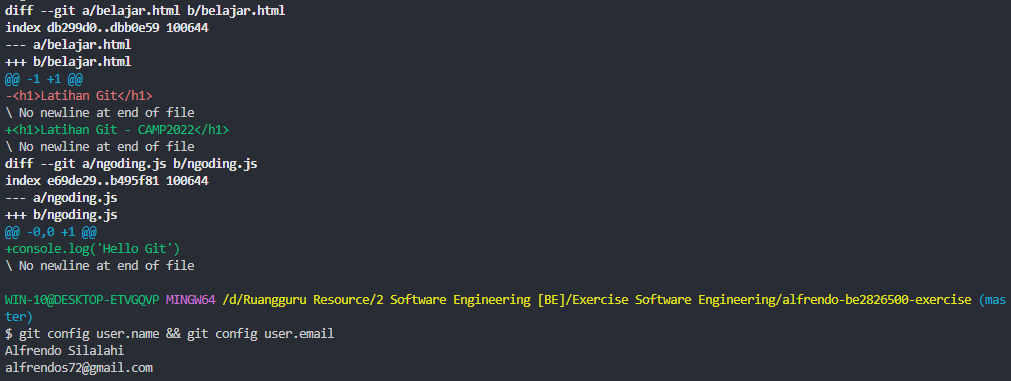 diff --git a/belajar.html b/belajar.html
index db299d0..dbb0e59 100644
--- a/belajar.html
+++ b/belajar.html
@@ -1 +1 @@
-<h1>Latihan Git</h1>
\ No newline at end of file
+<h1>Latihan Git - CAMP2022</h1>
\ No newline at end of file
diff --git a/ngoding.js b/ngoding.js
index e69de29..b495f81 100644
--- a/ngoding.js
+++ b/ngoding.js
@@ -0,0 +1 @@
+console.log('Hello Git')
\ No newline at end of file
WIN-10@DESKTOP-ETVGQVP MINGW64 /d/Ruangguru Resource/2 Software Engineering [BE]/Exercise Software Engineering/alfrendo-be2826500-exercise (mas
ter)
$ git config user.name && git config user.email
Alfrendo Silalahi
alfrendos72@gmail.com